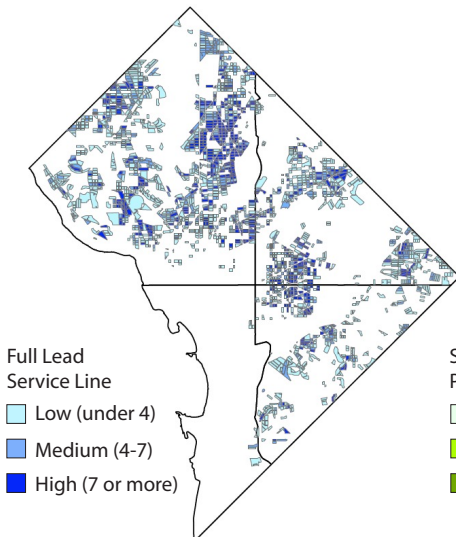 Full Lead
Service Line
Low (under 4)
Medium (4-7)
High (7 or more)